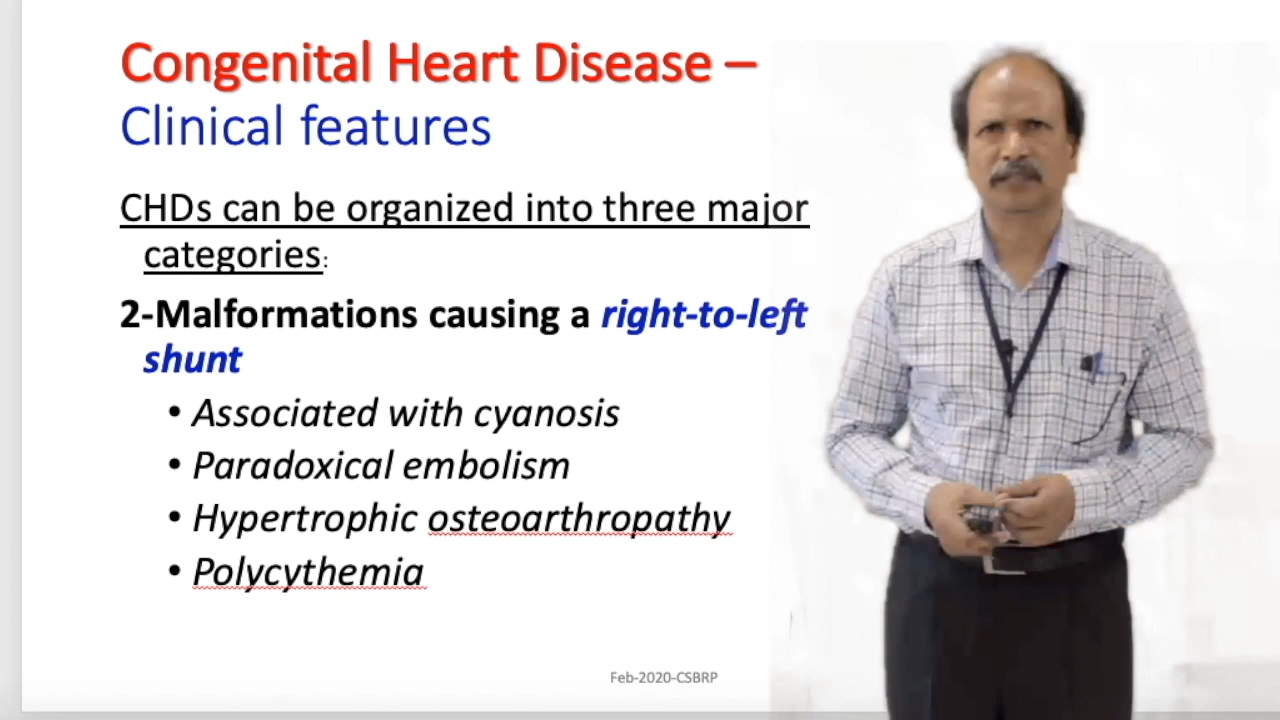 Congenital Heart Disease –
Clinical features
CHDs can be organized into three major
categories:
2-Malformations causing a right-to-left
shunt
• Associated with cyanosis
• Paradoxical embolism
• Hypertrophic osteoarthropathy
• Polycythemia
Feb-2020-CSBRP